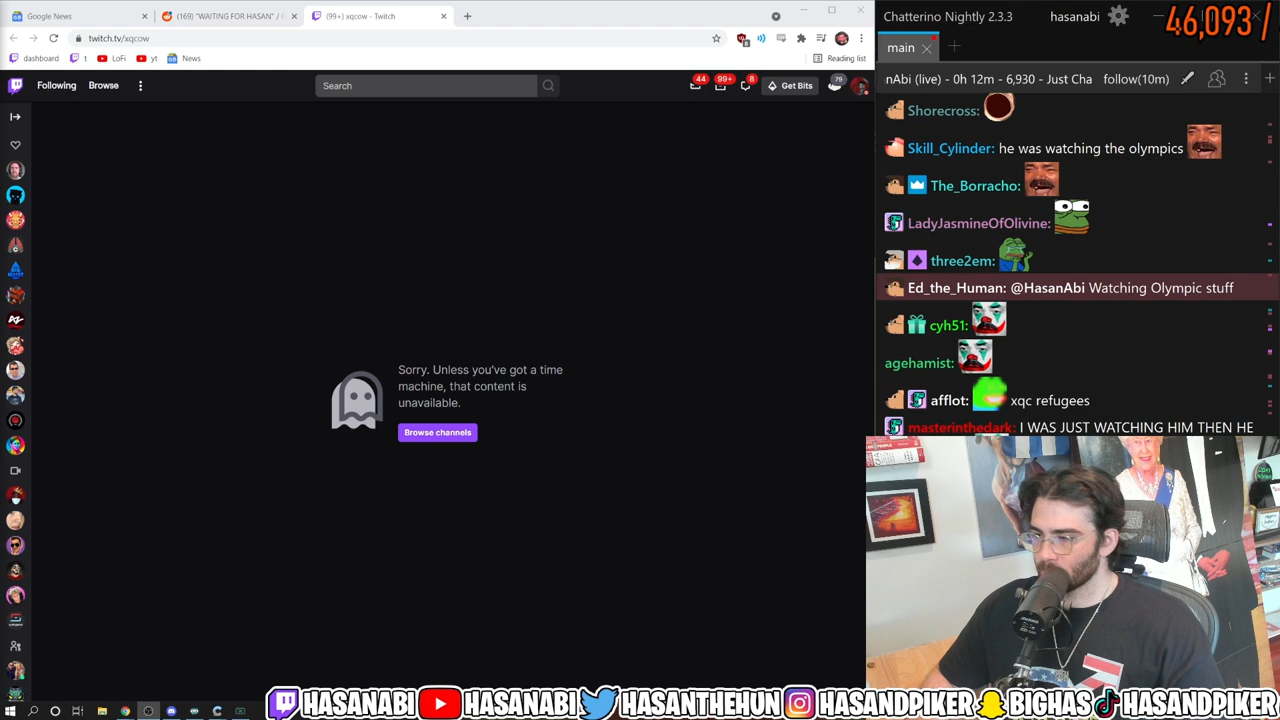 Google News
(169) "WAITING FOR HASAN" /
(99+) xqcow - Twitch
twitch.tv/xqcow
dashboard
t
LoFi
yt
News
Reading list
Following
Browse
Search
44
99+
8
Get Bits
79
Sorry. Unless you've got a time
machine, that content is
unavailable.
Browse channels
Chatterino Nightly 2.3.3
hasanabi
46,093 /
main
nAbi (live) - 0h 12m - 6,930 - Just Cha
follow(10m)
Shorecross:
Skill_Cylinder: he was watching the olympics
The_Borracho:
LadyJasmineOfOlivine:
three2em:
Ed_the_Human: @HasanAbi Watching Olympic stuff
cyh51:
agehamist:
afflot: xqc refugees
masterinthedark: I WAS JUST WATCHING HIM THEN HE
HASANABI
HASANABI
HASANTHEHUN
HASANDPIKER
BIGHAS
HASANDPIKER